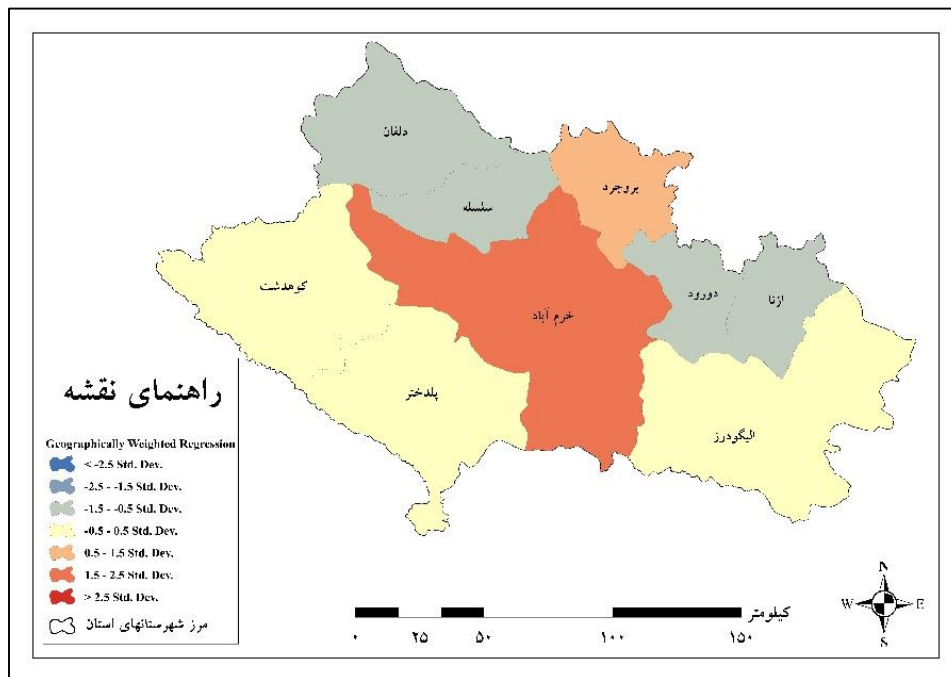 دلفان
بروجرد
سلسله
کوهدشت
دورود
ازنا
خرم آباد
پلدختر
الیگودرز
راهنمای نقشه
Geographically Weighted Regression
< -2.5 Std. Dev.
-2.5 - -1.5 Std. Dev.
-1.5 - -0.5 Std. Dev.
-0.5 - 0.5 Std. Dev.
0.5 - 1.5 Std. Dev.
1.5 - 2.5 Std. Dev.
> 2.5 Std. Dev.
مرز شهرستانهای استان
کیلومتر
۰ ۲۵ ۵۰ ۱۰۰ ۱۵۰
N
W E
S